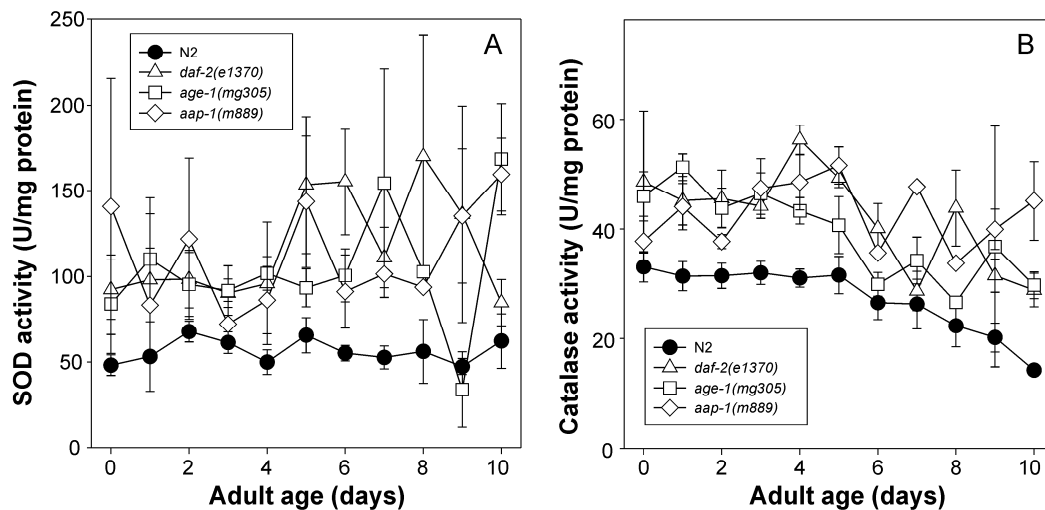 A
N2
daf-2(e1370)
age-1(mg305)
aap-1(m889)
SOD activity (U/mg protein)
250
200
150
100
50
0
0 2 4 6 8 10
Adult age (days)
B
Catalase activity (U/mg protein)
60
40
20
0
N2
daf-2(e1370)
age-1(mg305)
aap-1(m889)
0 2 4 6 8 10
Adult age (days)